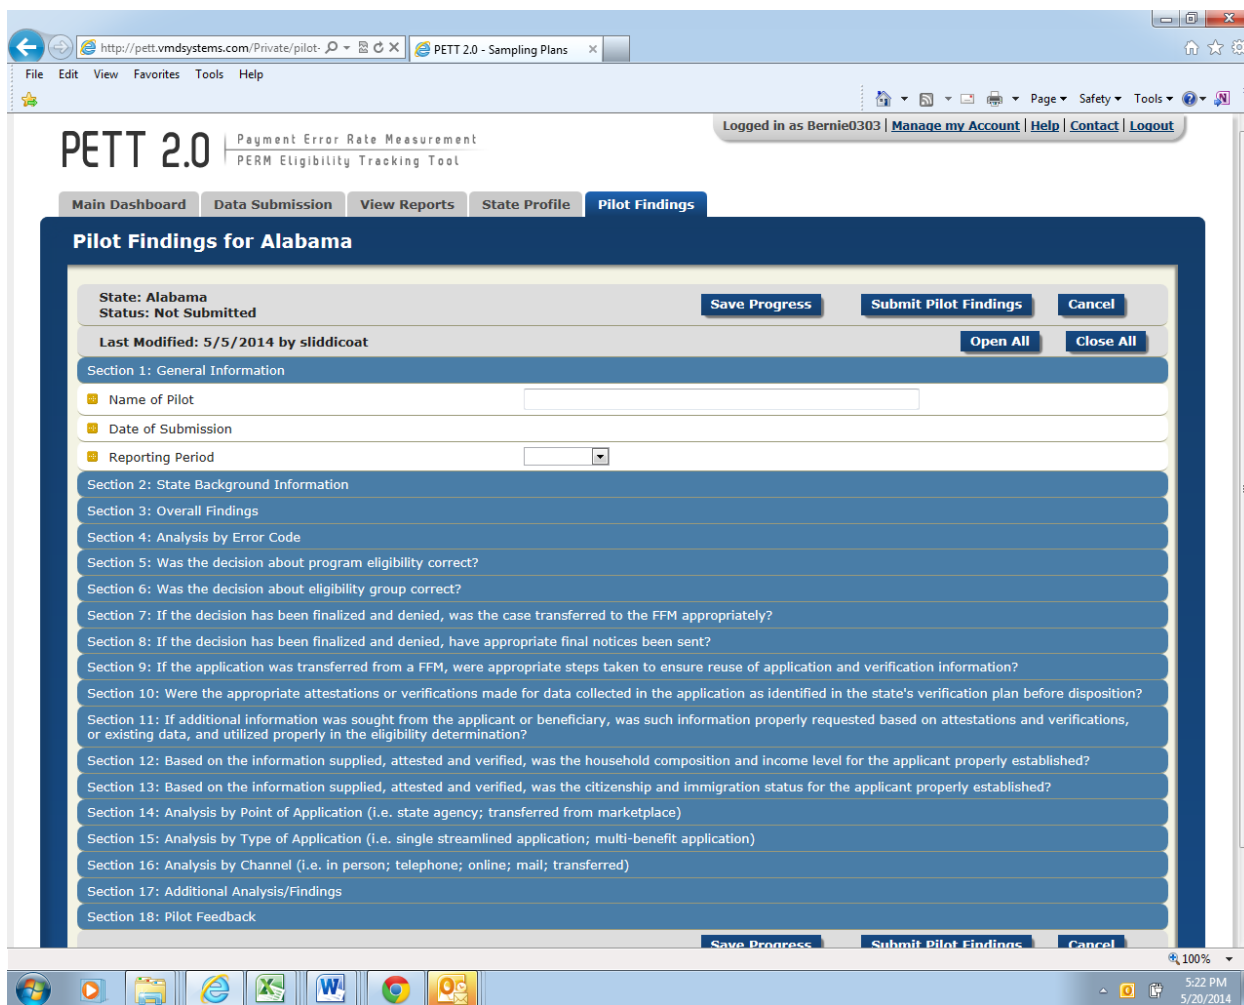 http://pett.vmdsystems.com/Private/pilot-
PETT 2.0 - Sampling Plans
File Edit View Favorites Tools Help
Page Safety Tools
Logged in as Bernie0303 | Manage my Account | Help | Contact | Logout
PETT 2.0
Payment Error Rate Measurement
PERM Eligibility Tracking Tool
Main Dashboard
Data Submission
View Reports
State Profile
Pilot Findings
Pilot Findings for Alabama
State: Alabama
Status: Not Submitted
Save Progress
Submit Pilot Findings
Cancel
Last Modified: 5/5/2014 by sliddicoat
Open All
Close All
Section 1: General Information
Name of Pilot
Date of Submission
Reporting Period
Section 2: State Background Information
Section 3: Overall Findings
Section 4: Analysis by Error Code
Section 5: Was the decision about program eligibility correct?
Section 6: Was the decision about eligibility group correct?
Section 7: If the decision has been finalized and denied, was the case transferred to the FFM appropriately?
Section 8: If the decision has been finalized and denied, have appropriate final notices been sent?
Section 9: If the application was transferred from a FFM, were appropriate steps taken to ensure reuse of application and verification information?
Section 10: Were the appropriate attestations or verifications made for data collected in the application as identified in the state's verification plan before disposition?
Section 11: If additional information was sought from the applicant or beneficiary, was such information properly requested based on attestations and verifications,
or existing data, and utilized properly in the eligibility determination?
Section 12: Based on the information supplied, attested and verified, was the household composition and income level for the applicant properly established?
Section 13: Based on the information supplied, attested and verified, was the citizenship and immigration status for the applicant properly established?
Section 14: Analysis by Point of Application (i.e. state agency; transferred from marketplace)
Section 15: Analysis by Type of Application (i.e. single streamlined application; multi-benefit application)
Section 16: Analysis by Channel (i.e. in person; telephone; online; mail; transferred)
Section 17: Additional Analysis/Findings
Section 18: Pilot Feedback
Save Progress
Submit Pilot Findings
Cancel
100%
5:22 PM
5/20/2014